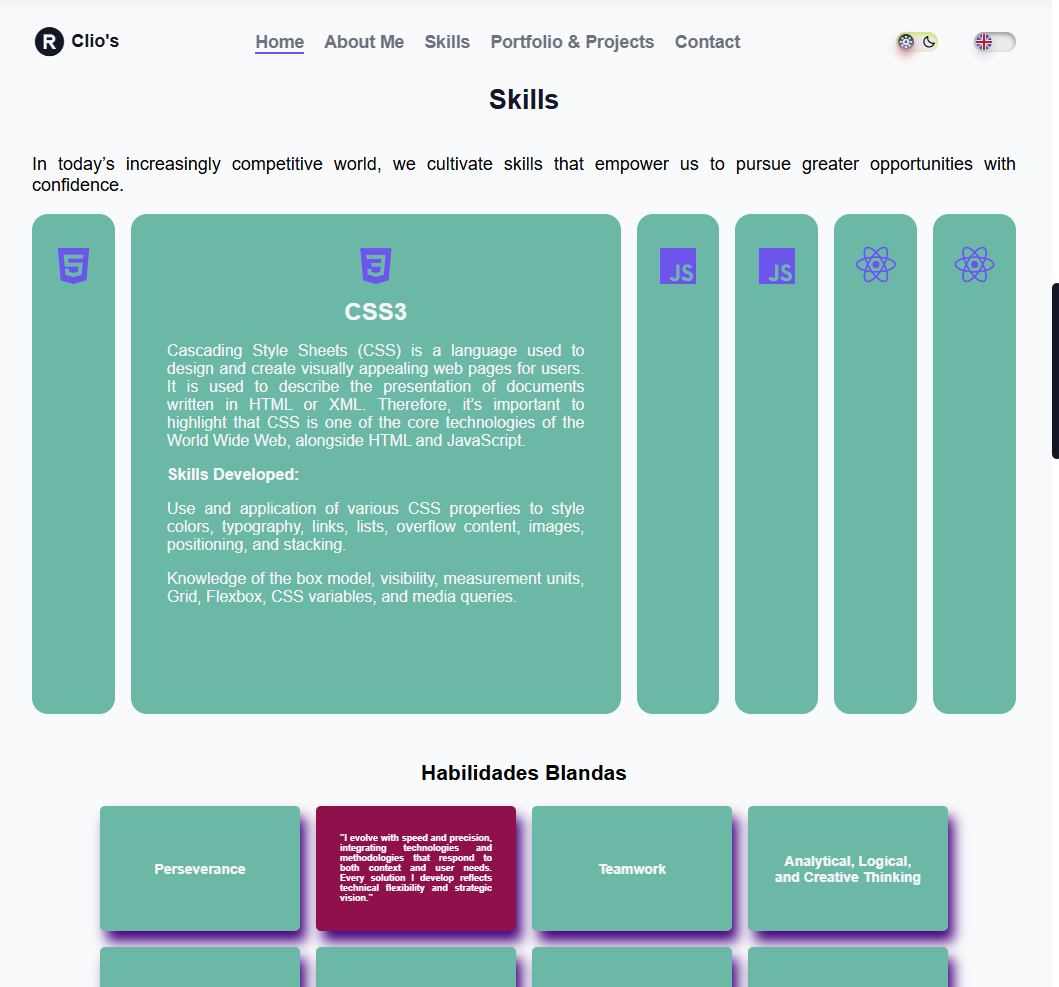 R Clio's
Home About Me Skills Portfolio & Projects Contact
Skills
In today’s increasingly competitive world, we cultivate skills that empower us to pursue greater opportunities with
confidence.
5
3
CSS3
Cascading Style Sheets (CSS) is a language used to
design and create visually appealing web pages for users.
It is used to describe the presentation of documents
written in HTML or XML. Therefore, it's important to
highlight that CSS is one of the core technologies of the
World Wide Web, alongside HTML and JavaScript.
Skills Developed:
Use and application of various CSS properties to style
colors, typography, links, lists, overflow content, images,
positioning, and stacking.
Knowledge of the box model, visibility, measurement units,
Grid, Flexbox, CSS variables, and media queries.
JS
JS
Habilidades Blandas
Perseverance
"I evolve with speed and precision,
integrating technologies and
methodologies that respond to
both context and user needs.
Every solution I develop reflects
technical flexibility and strategic
vision."
Teamwork
Analytical, Logical,
and Creative Thinking